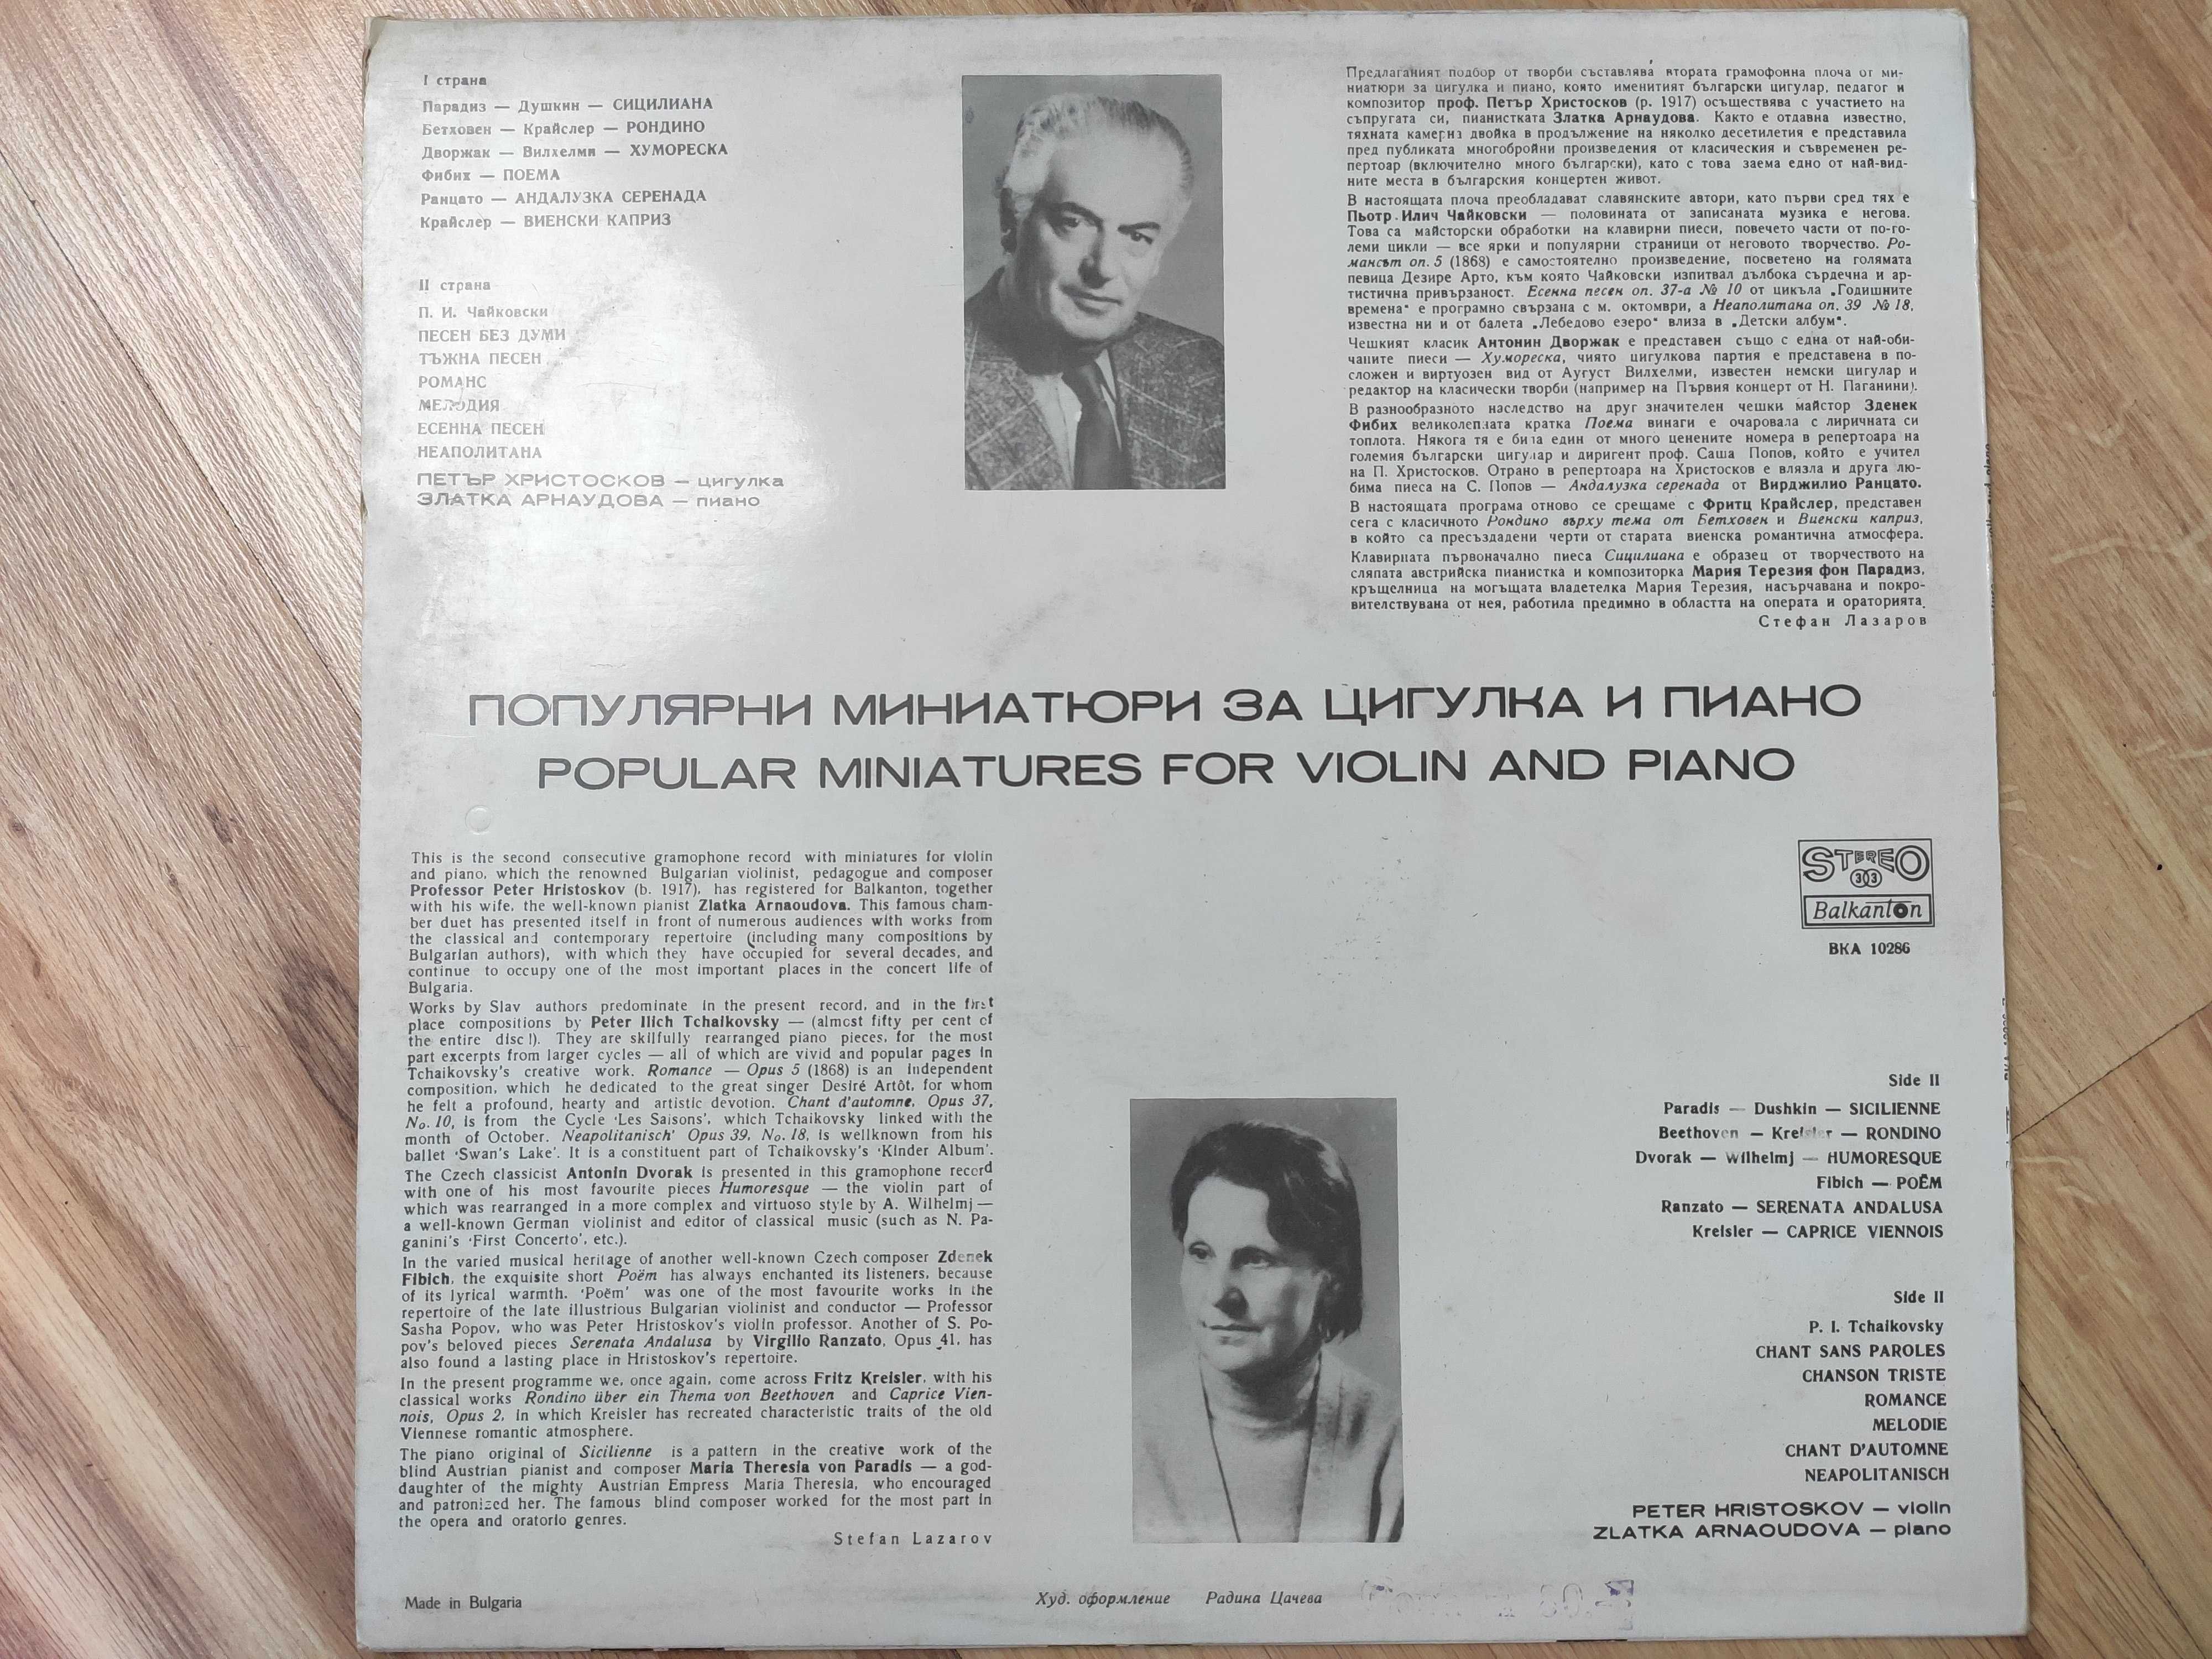 I страна
Парадиз — Душкин — СИЦИЛИАНА
Бетховен — Крайслер — РОНДИНО
Дворжак — Вилхелми — ХУМОРЕСКА
Фибих — ПОЕМА
Ранцато — АНДАЛУЗКА СЕРЕНАДА
Крайслер — ВИЕНСКИ КАПРИЗ
II страна
П. И. Чайковски
ПЕСЕН БЕЗ ДУМИ
ТЪЖНА ПЕСЕН
РОМАНС
МЕЛОДИЯ
ЕСЕННА ПЕСЕН
НЕАПОЛИТАНА
ПЕТЪР ХРИСТОСКОВ — цигулка
ЗЛАТКА АРНАУДОВА — пиано
Предлаганият подбор от творби съставлява втората грамофонна плоча от ми-
ниатюри за цигулка и пиано, която именитият български цигулар, педагог и
композитор проф. Петър Христосков (р. 1917) осъществява с участието на
съпругата си, пианистката Златка Арнаудова. Както е отдавна известно,
тяхната камерна двойка в продължение на няколко десетилетия е представила
пред публиката многобройни произведения от класическия и съвременен ре-
пертоар (включително много български), като с това заема едно от най-вид-
ните места в българския концертен живот.
В настоящата плоча преобладават славянските автори, като първи сред тях е
Пьотр Илич Чайковски — половината от записаната музика е негова.
Това са майсторски обработки на клавирни пиеси, повечето части от по-го-
леми цикли — все ярки и популярни страници от неговото творчество. Ро-
мансът оп. 5 (1868) е самостоятелно произведение, посветено на голямата
певица Дезире Арто, към която Чайковски изпитвал дълбока сърдечна и ар-
тистична привързаност. Есенна песен оп. 37-а № 10 от цикъла „Годишните
времена“ е програмно свързана с м. октомври, а Неаполитана оп. 39 № 18,
известна ни и от балета „Лебедово езеро“ влиза в „Детски албум“.
Чешкият класик Антонин Дворжак е представен също с една от най-оби-
чаните пиеси — Хумореска, чиято цигулкова партия е представена в по-
сложен и виртуозен вид от Аугуст Вилхелми, известен немски цигулар и
редактор на класически творби (например на Първия концерт от Н. Паганини).
В разнообразното наследство на друг значителен чешки майстор Зденек
Фибих великолепната кратка Поема винаги е очаровала с лиричната си
топлота. Някога тя е била един от много ценените номера в репертоара на
големия български цигулар и диригент проф. Саша Попов, който е учител
на П. Христосков. Отрано в репертоара на Христосков е влязла и друга лю-
бима пиеса на С. Попов — Андалузка серенада от Вирджилио Ранцато.
В настоящата програма отново се срещаме с Фритц Крайслер, представен
сега с класичното Рондино върху тема от Бетховен и Виенски каприз,
в който са пресъздадени черти от старата виенска романтична атмосфера.
Клавирната първоначално пиеса Сицилиана е образец от творчеството на
сляпата австрийска пианистка и композиторка Мария Терезия фон Парадиз,
кръщелница на могъщата владетелка Мария Терезия, насърчавана и покро-
вителствувана от нея, работила предимно в областта на операта и ораторията.
Стефан Лазаров
ПОПУЛЯРНИ МИНИАТЮРИ ЗА ЦИГУЛКА И ПИАНО
POPULAR MINIATURES FOR VIOLIN AND PIANO
This is the second consecutive gramophone record with miniatures for violin
and piano, which the renowned Bulgarian violinist, pedagogue and composer
Professor Peter Hristoskov (b. 1917), has registered for Balkanton, together
with his wife, the well-known pianist Zlatka Arnaoudova. This famous cham-
ber duet has presented itself in front of numerous audiences with works from
the classical and contemporary repertoire (including many compositions by
Bulgarian authors), with which they have occupied for several decades, and
continue to occupy one of the most important places in the concert life of
Bulgaria.
Works by Slav authors predominate in the present record, and in the first
place compositions by Peter Ilich Tchaikovsky — (almost fifty per cent of
the entire disc!). They are skilfully rearranged piano pieces, for the most
part excerpts from larger cycles — all of which are vivid and popular pages in
Tchaikovsky's creative work. Romance — Opus 5 (1868) is an independent
composition, which he dedicated to the great singer Desiré Artôt, for whom
he felt a profound, hearty and artistic devotion. Chant d'automne, Opus 37,
No. 10, is from the Cycle 'Les Saisons', which Tchaikovsky linked with the
month of October. Neapolitanisch' Opus 39, No. 18, is wellknown from his
ballet 'Swan's Lake'. It is a constituent part of Tchaikovsky's 'Kinder Album'.
The Czech classicist Antonin Dvorak is presented in this gramophone record
with one of his most favourite pieces Humoresque — the violin part of
which was rearranged in a more complex and virtuoso style by A. Wilhelmj —
a well-known German violinist and editor of classical music (such as N. Pa-
ganini's 'First Concerto', etc.).
In the varied musical heritage of another well-known Czech composer Zdenek
Fibich, the exquisite short Poëm has always enchanted its listeners, because
of its lyrical warmth. 'Poëm' was one of the most favourite works in the
repertoire of the late illustrious Bulgarian violinist and conductor — Professor
Sasha Popov, who was Peter Hristoskov's violin professor. Another of S. Po-
pov's beloved pieces Serenata Andalusa by Virgilio Ranzato, Opus 41, has
also found a lasting place in Hristoskov's repertoire.
In the present programme we, once again, come across Fritz Kreisler, with his
classical works Rondino über ein Thema von Beethoven and Caprice Vien-
nois, Opus 2, in which Kreisler has recreated characteristic traits of the old
Viennese romantic atmosphere.
The piano original of Sicilienne is a pattern in the creative work of the
blind Austrian pianist and composer Maria Theresia von Paradis — a god-
daughter of the mighty Austrian Empress Maria Theresia, who encouraged
and patronized her. The famous blind composer worked for the most part in
the opera and oratorio genres.
Stefan Lazarov
STEREO
33
Balkanton
BKA 10286
Side II
Paradis — Dushkin — SICILIENNE
Beethoven — Kreisler — RONDINO
Dvorak — Wilhelmj — HUMORESQUE
Fibich — POËM
Ranzato — SERENATA ANDALUSA
Kreisler — CAPRICE VIENNOIS
Side II
P. I. Tchaikovsky
CHANT SANS PAROLES
CHANSON TRISTE
ROMANCE
MELODIE
CHANT D'AUTOMNE
NEAPOLITANISCH
PETER HRISTOSKOV — violin
ZLATKA ARNAOUDOVA — piano
Made in Bulgaria
Худ. оформление Радина Цачева